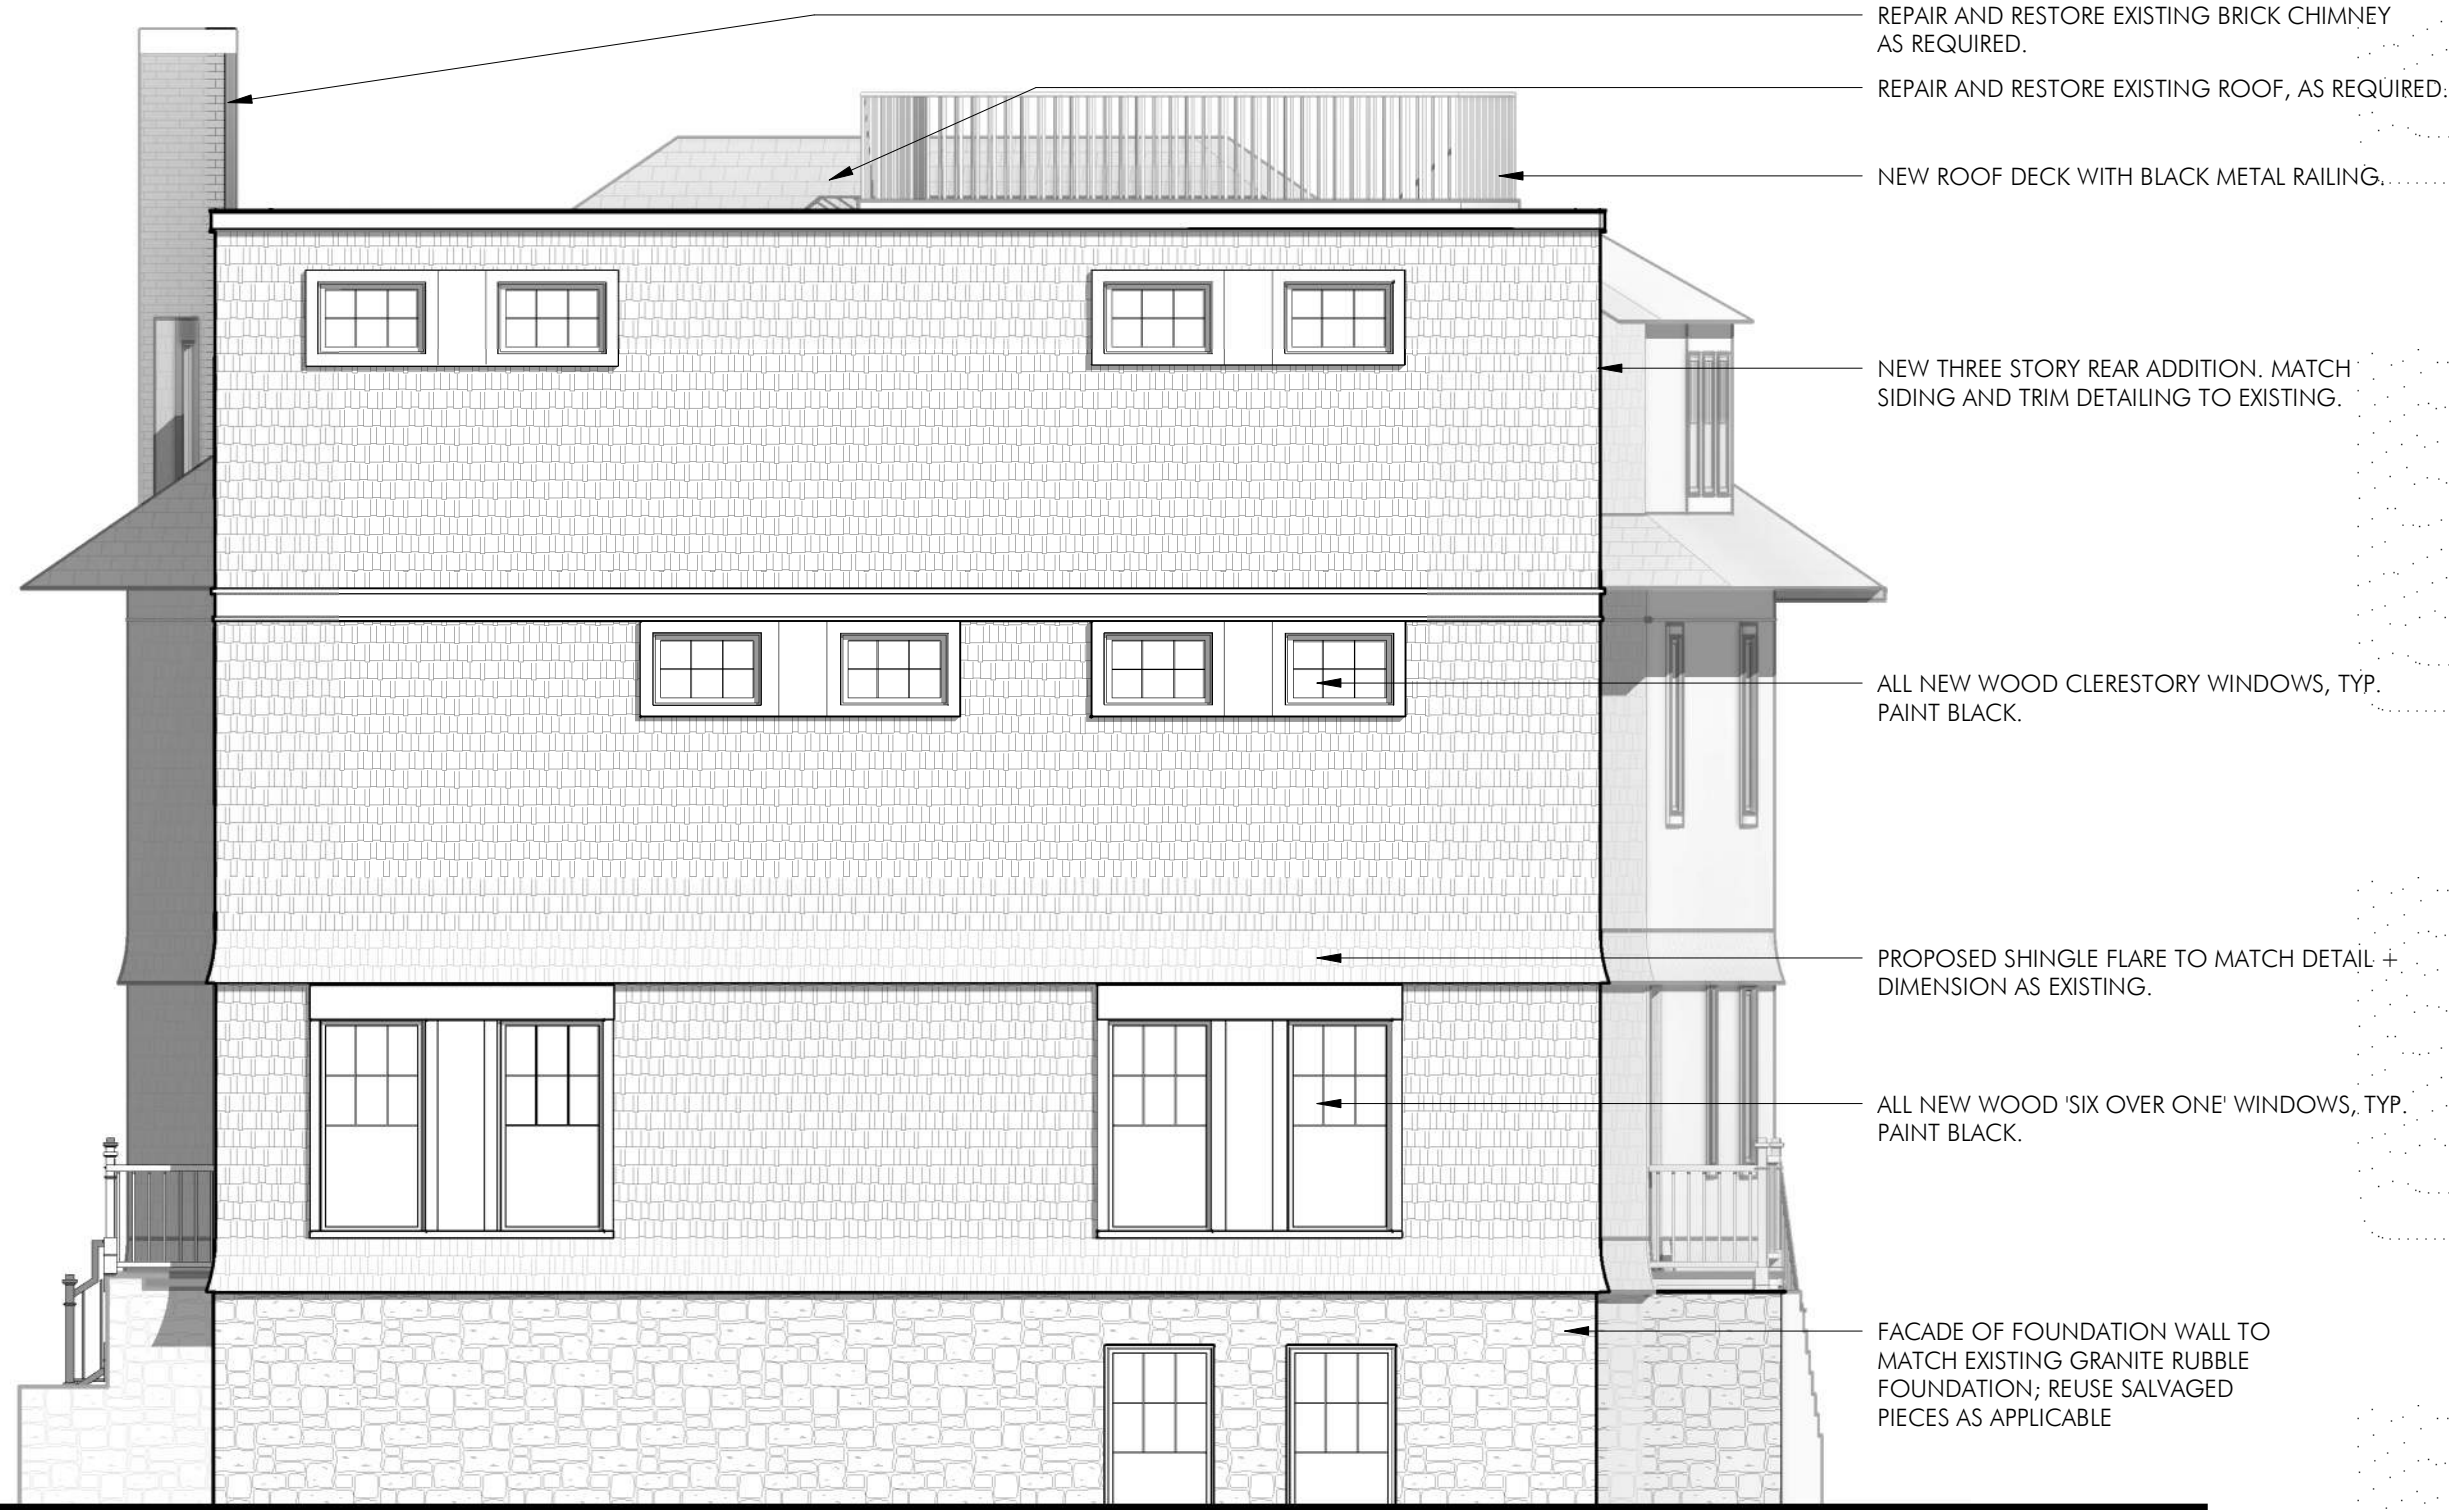 REPAIR AND RESTORE EXISTING BRICK CHIMNEY
AS REQUIRED.
REPAIR AND RESTORE EXISTING ROOF, AS REQUIRED.
NEW ROOF DECK WITH BLACK METAL RAILING.
NEW THREE STORY REAR ADDITION. MATCH
SIDING AND TRIM DETAILING TO EXISTING.
ALL NEW WOOD CLERESTORY WINDOWS, TYP.
PAINT BLACK.
PROPOSED SHINGLE FLARE TO MATCH DETAIL +
DIMENSION AS EXISTING.
ALL NEW WOOD 'SIX OVER ONE' WINDOWS, TYP.
PAINT BLACK.
FACADE OF FOUNDATION WALL TO
MATCH EXISTING GRANITE RUBBLE
FOUNDATION; REUSE SALVAGED
PIECES AS APPLICABLE